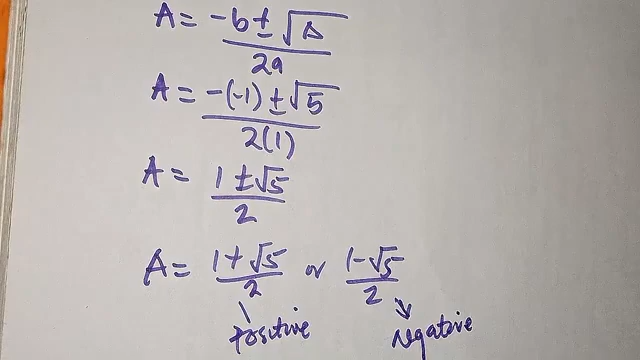 A = (-b ± √Δ) / 2a
A = (-(-1) ± √5) / 2(1)
A = (1 ± √5) / 2
A = (1 + √5) / 2 or (1 - √5) / 2
positive negative